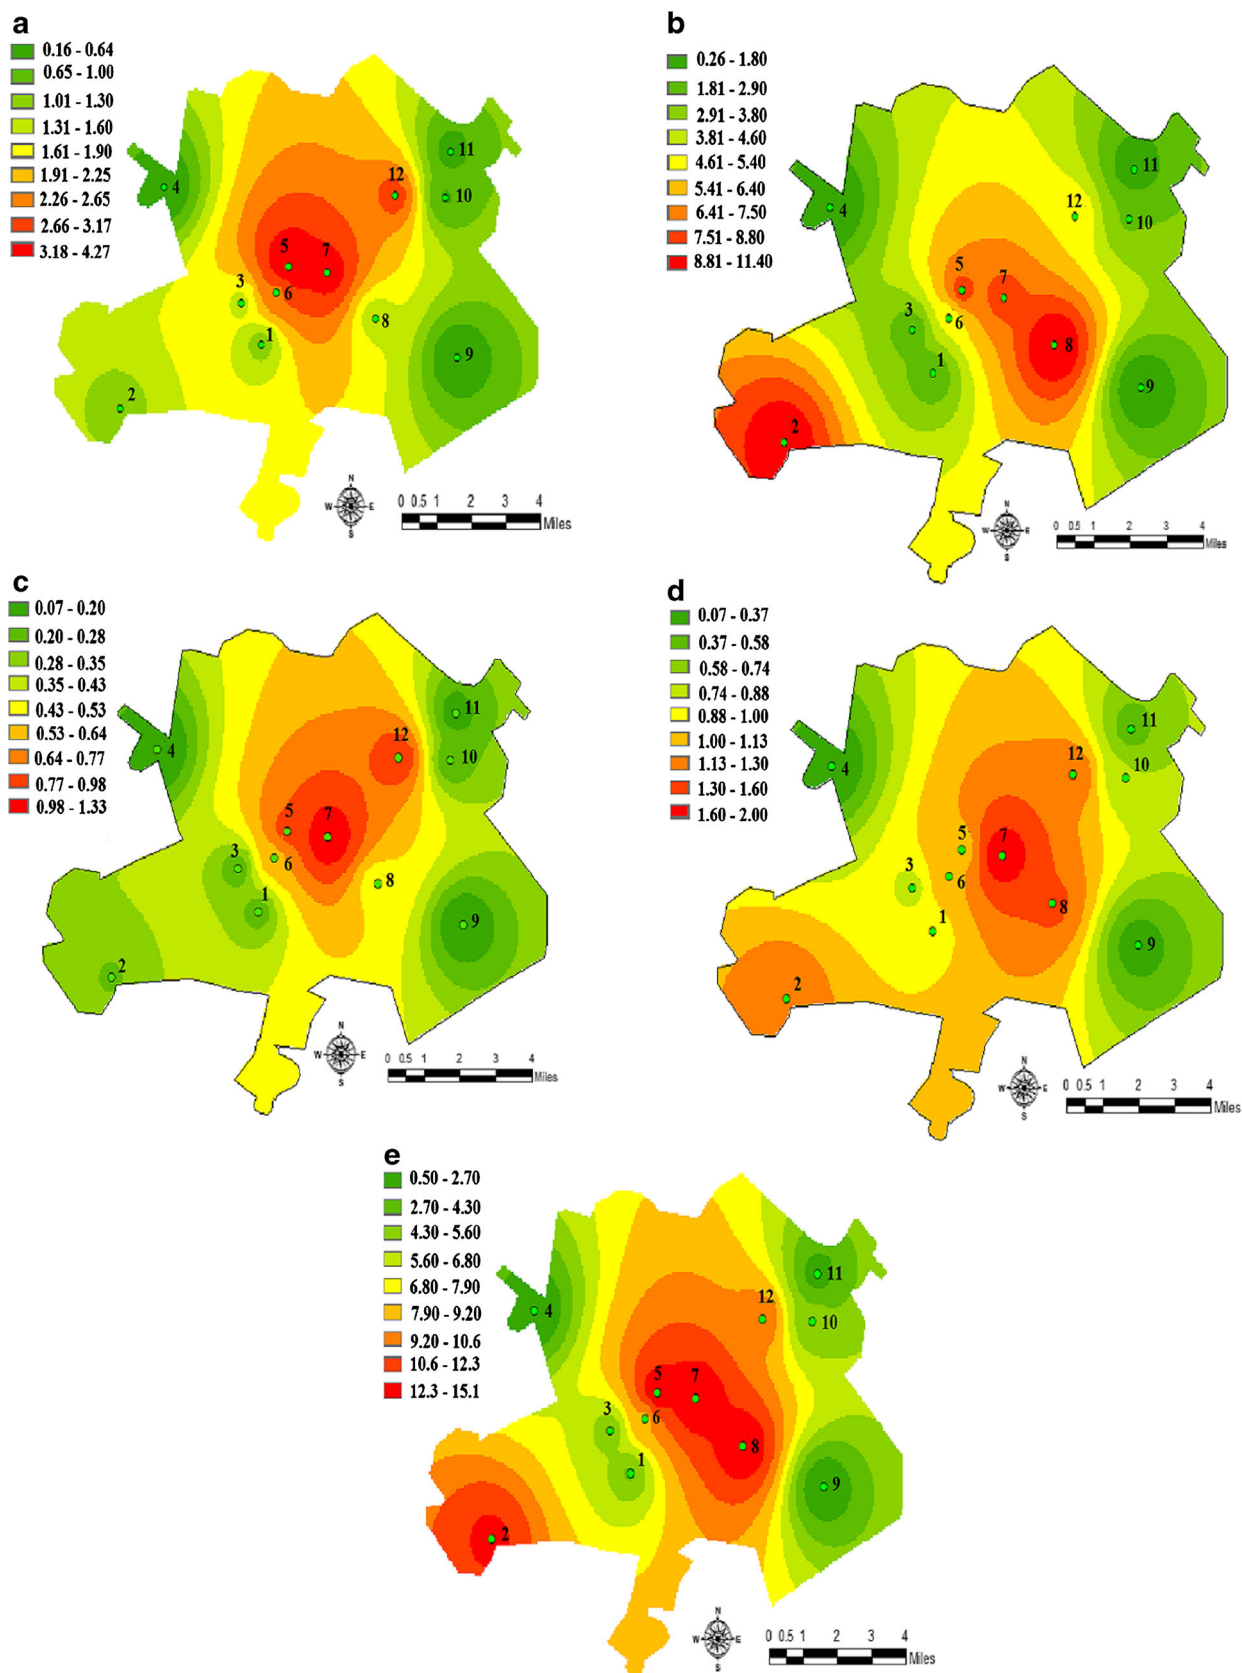 a
0.16 - 0.64
0.65 - 1.00
1.01 - 1.30
1.31 - 1.60
1.61 - 1.90
1.91 - 2.25
2.26 - 2.65
2.66 - 3.17
3.18 - 4.27
11
12
4
10
5
7
3
6
8
1
9
2
N
W
E
S
0 0.5 1 2 3 4
Miles
b
0.26 - 1.80
1.81 - 2.90
2.91 - 3.80
3.81 - 4.60
4.61 - 5.40
5.41 - 6.40
6.41 - 7.50
7.51 - 8.80
8.81 - 11.40
11
12
4
10
5
7
3
6
8
1
9
2
N
W
E
S
0 0.5 1 2 3 4
Miles
c
0.07 - 0.20
0.20 - 0.28
0.28 - 0.35
0.35 - 0.43
0.43 - 0.53
0.53 - 0.64
0.64 - 0.77
0.77 - 0.98
0.98 - 1.33
11
12
4
10
5
7
3
6
8
1
9
2
N
W
E
S
0 0.5 1 2 3 4
Miles
d
0.07 - 0.37
0.37 - 0.58
0.58 - 0.74
0.74 - 0.88
0.88 - 1.00
1.00 - 1.13
1.13 - 1.30
1.30 - 1.60
1.60 - 2.00
11
12
4
10
5
7
3
6
8
1
9
2
N
W
E
S
0 0.5 1 2 3 4
Miles
e
0.50 - 2.70
2.70 - 4.30
4.30 - 5.60
5.60 - 6.80
6.80 - 7.90
7.90 - 9.20
9.20 - 10.6
10.6 - 12.3
12.3 - 15.1
11
12
4
10
5
7
3
6
8
1
9
2
N
W
E
S
0 0.5 1 2 3 4
Miles